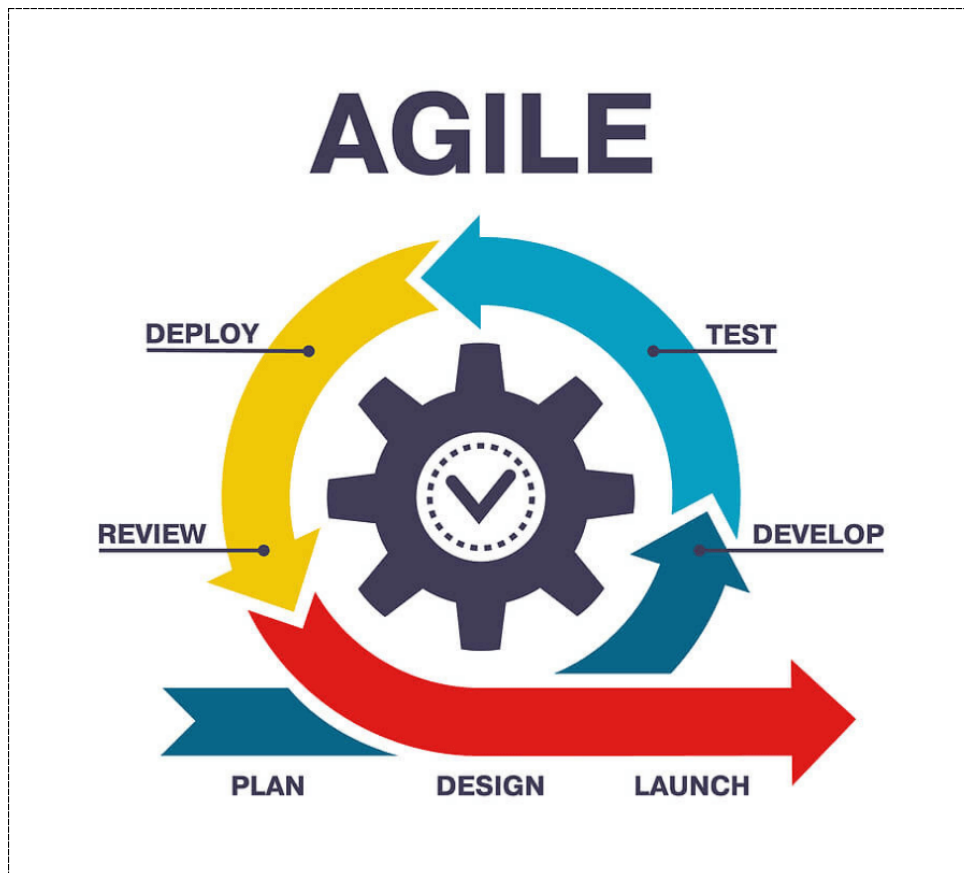 AGILE
DEPLOY
TEST
REVIEW
DEVELOP
PLAN
DESIGN
LAUNCH